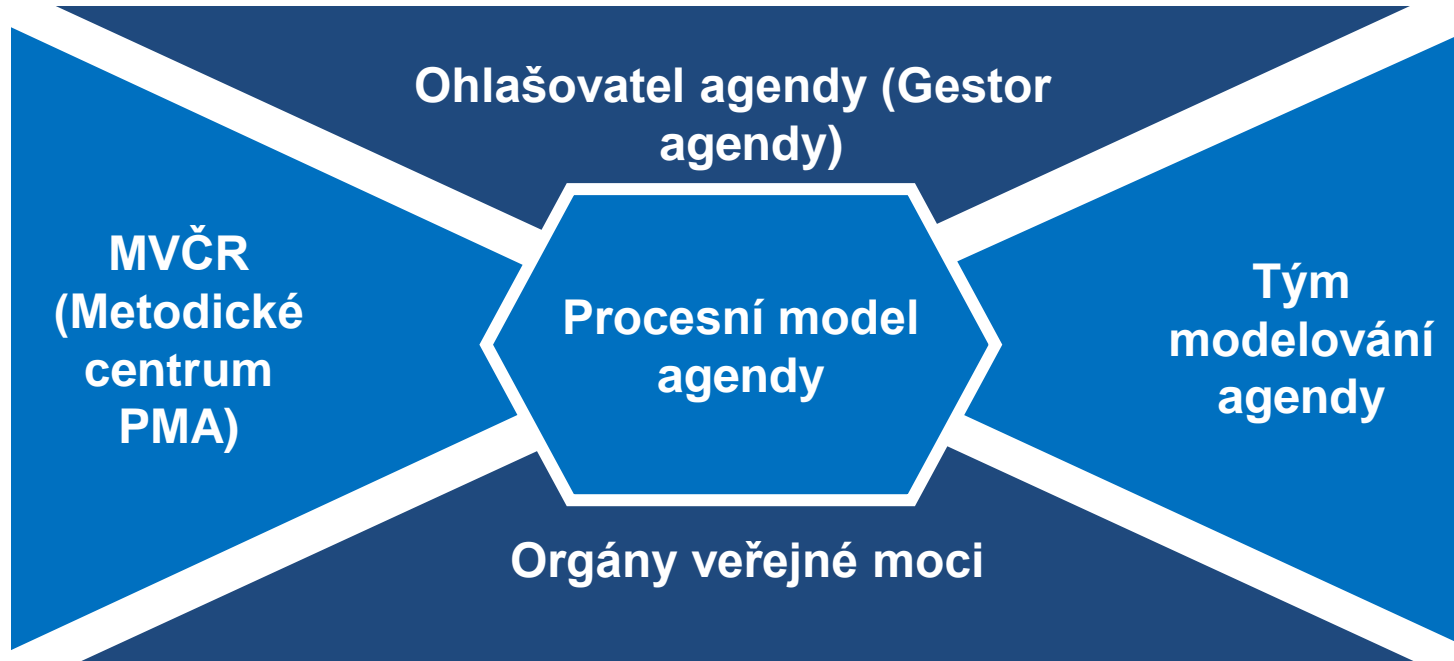 Ohlašovatel agendy (Gestor
agendy)
MVČR
(Metodické
centrum
PMA)
Procesní model
agendy
Tým
modelování
agendy
Orgány veřejné moci